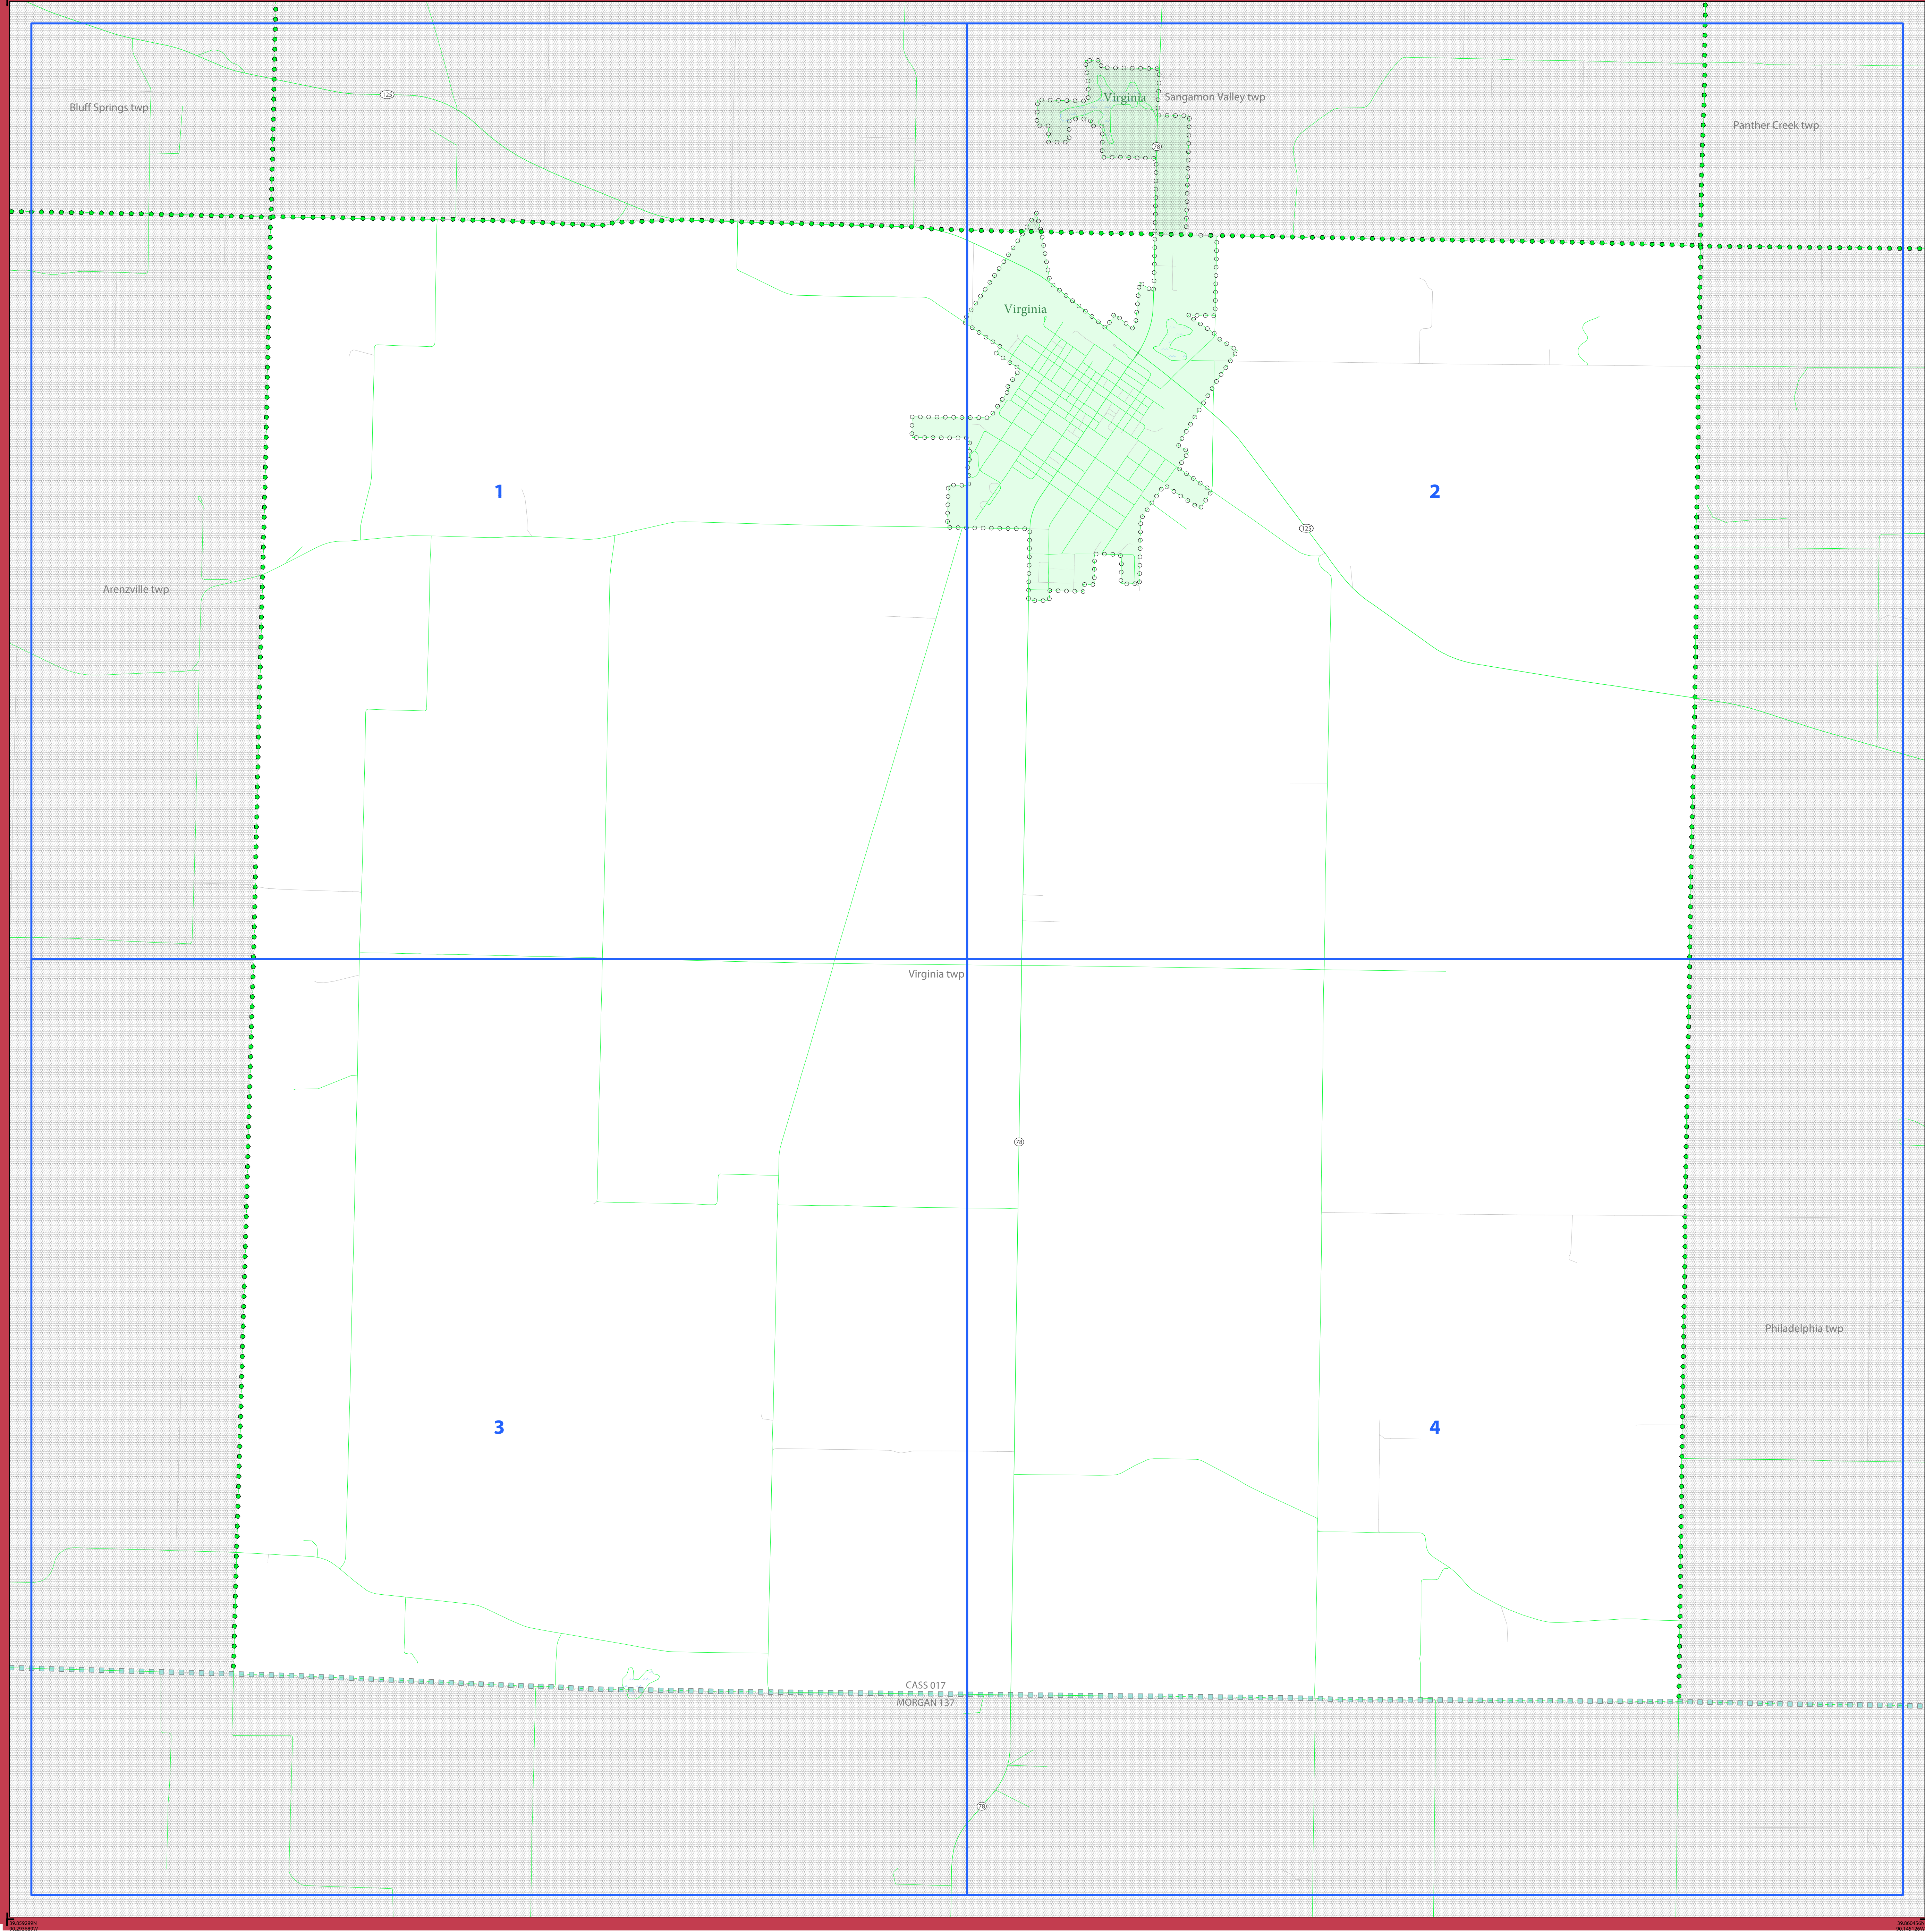 125
Bluff Springs twp
Virginia
Sangamon Valley twp
Panther Creek twp
78
Virginia
1
2
125
Arenzville twp
Virginia twp
78
Philadelphia twp
3
4
CASS 017
MORGAN 137
78